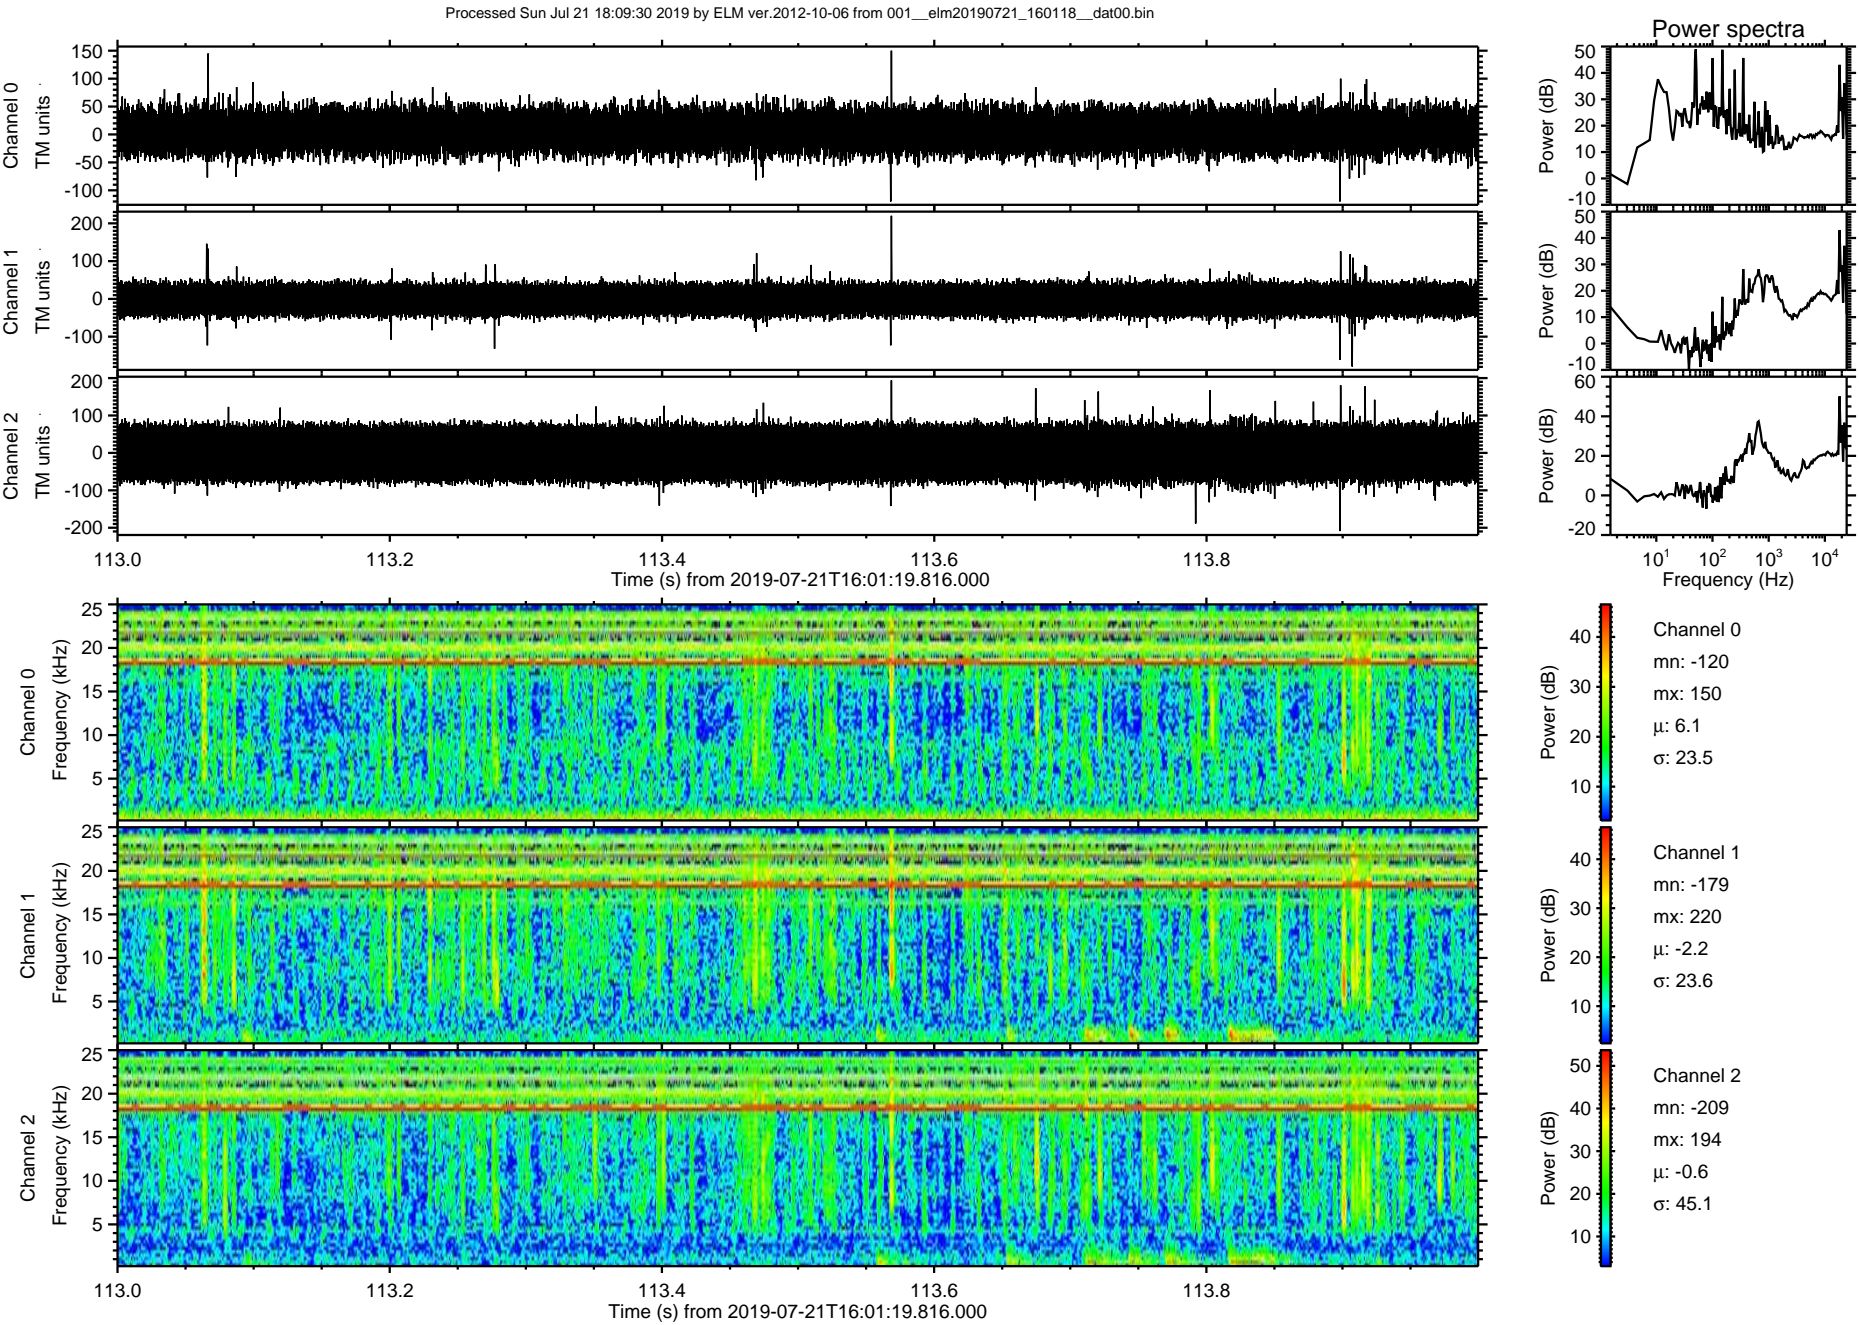 Processed Sun Jul 21 18:09:30 2019 by ELM ver.2012-10-06 from 001__elm20190721_160118__dat00.bin
Power spectra
Channel 0
TM units
150
100
50
0
-50
-100
Power (dB)
50
40
30
20
10
0
-10
Channel 1
TM units
200
100
0
-100
Power (dB)
50
40
30
20
10
0
-10
Channel 2
TM units
200
100
0
-100
-200
Power (dB)
60
40
20
0
-20
113.0 113.2 113.4 113.6 113.8
Time (s) from 2019-07-21T16:01:19.816.000
10^1 10^2 10^3 10^4
Frequency (Hz)
Channel 0
Frequency (kHz)
25
20
15
10
5
Power (dB)
40
30
20
10
Channel 0
mn: -120
mx: 150
μ: 6.1
σ: 23.5
Channel 1
Frequency (kHz)
25
20
15
10
5
Power (dB)
40
30
20
10
Channel 1
mn: -179
mx: 220
μ: -2.2
σ: 23.6
Channel 2
Frequency (kHz)
25
20
15
10
5
Power (dB)
50
40
30
20
10
Channel 2
mn: -209
mx: 194
μ: -0.6
σ: 45.1
113.0 113.2 113.4 113.6 113.8
Time (s) from 2019-07-21T16:01:19.816.000